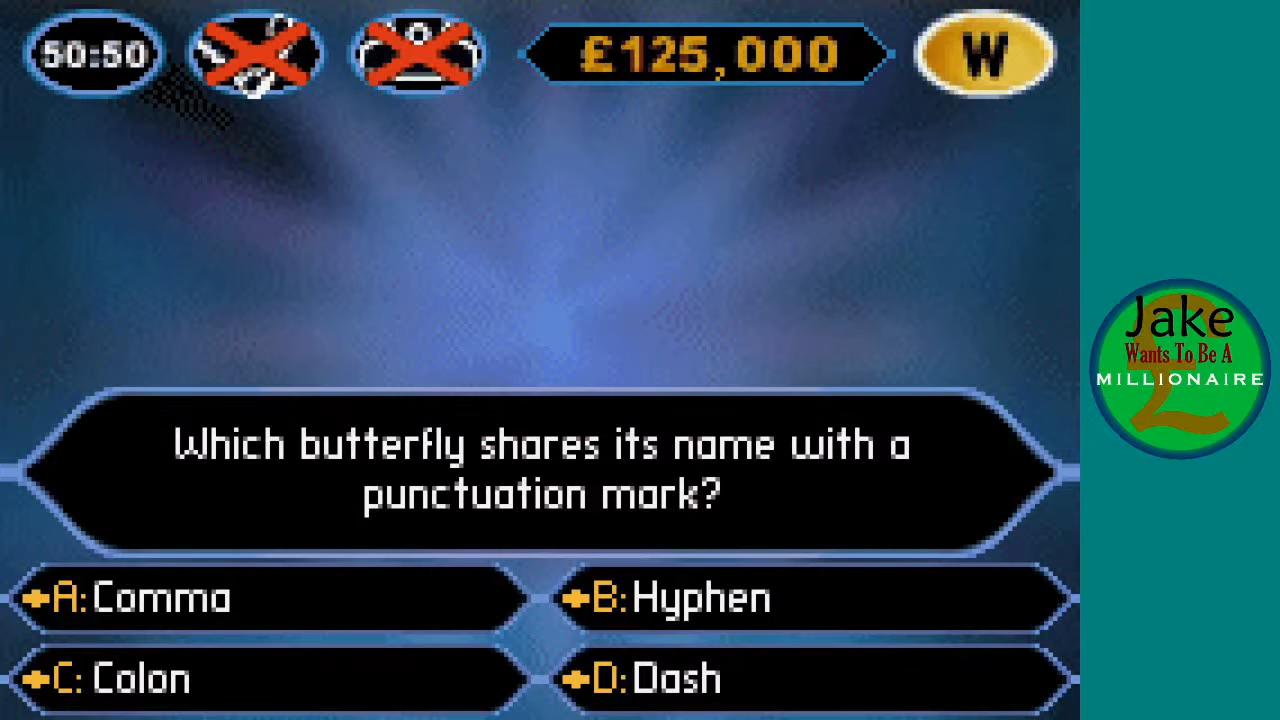 50:50
£125,000
W
Jake
Wants To Be A
MILLIONAIRE
Which butterfly shares its name with a
punctuation mark?
A: Comma
B: Hyphen
C: Colon
D: Dash